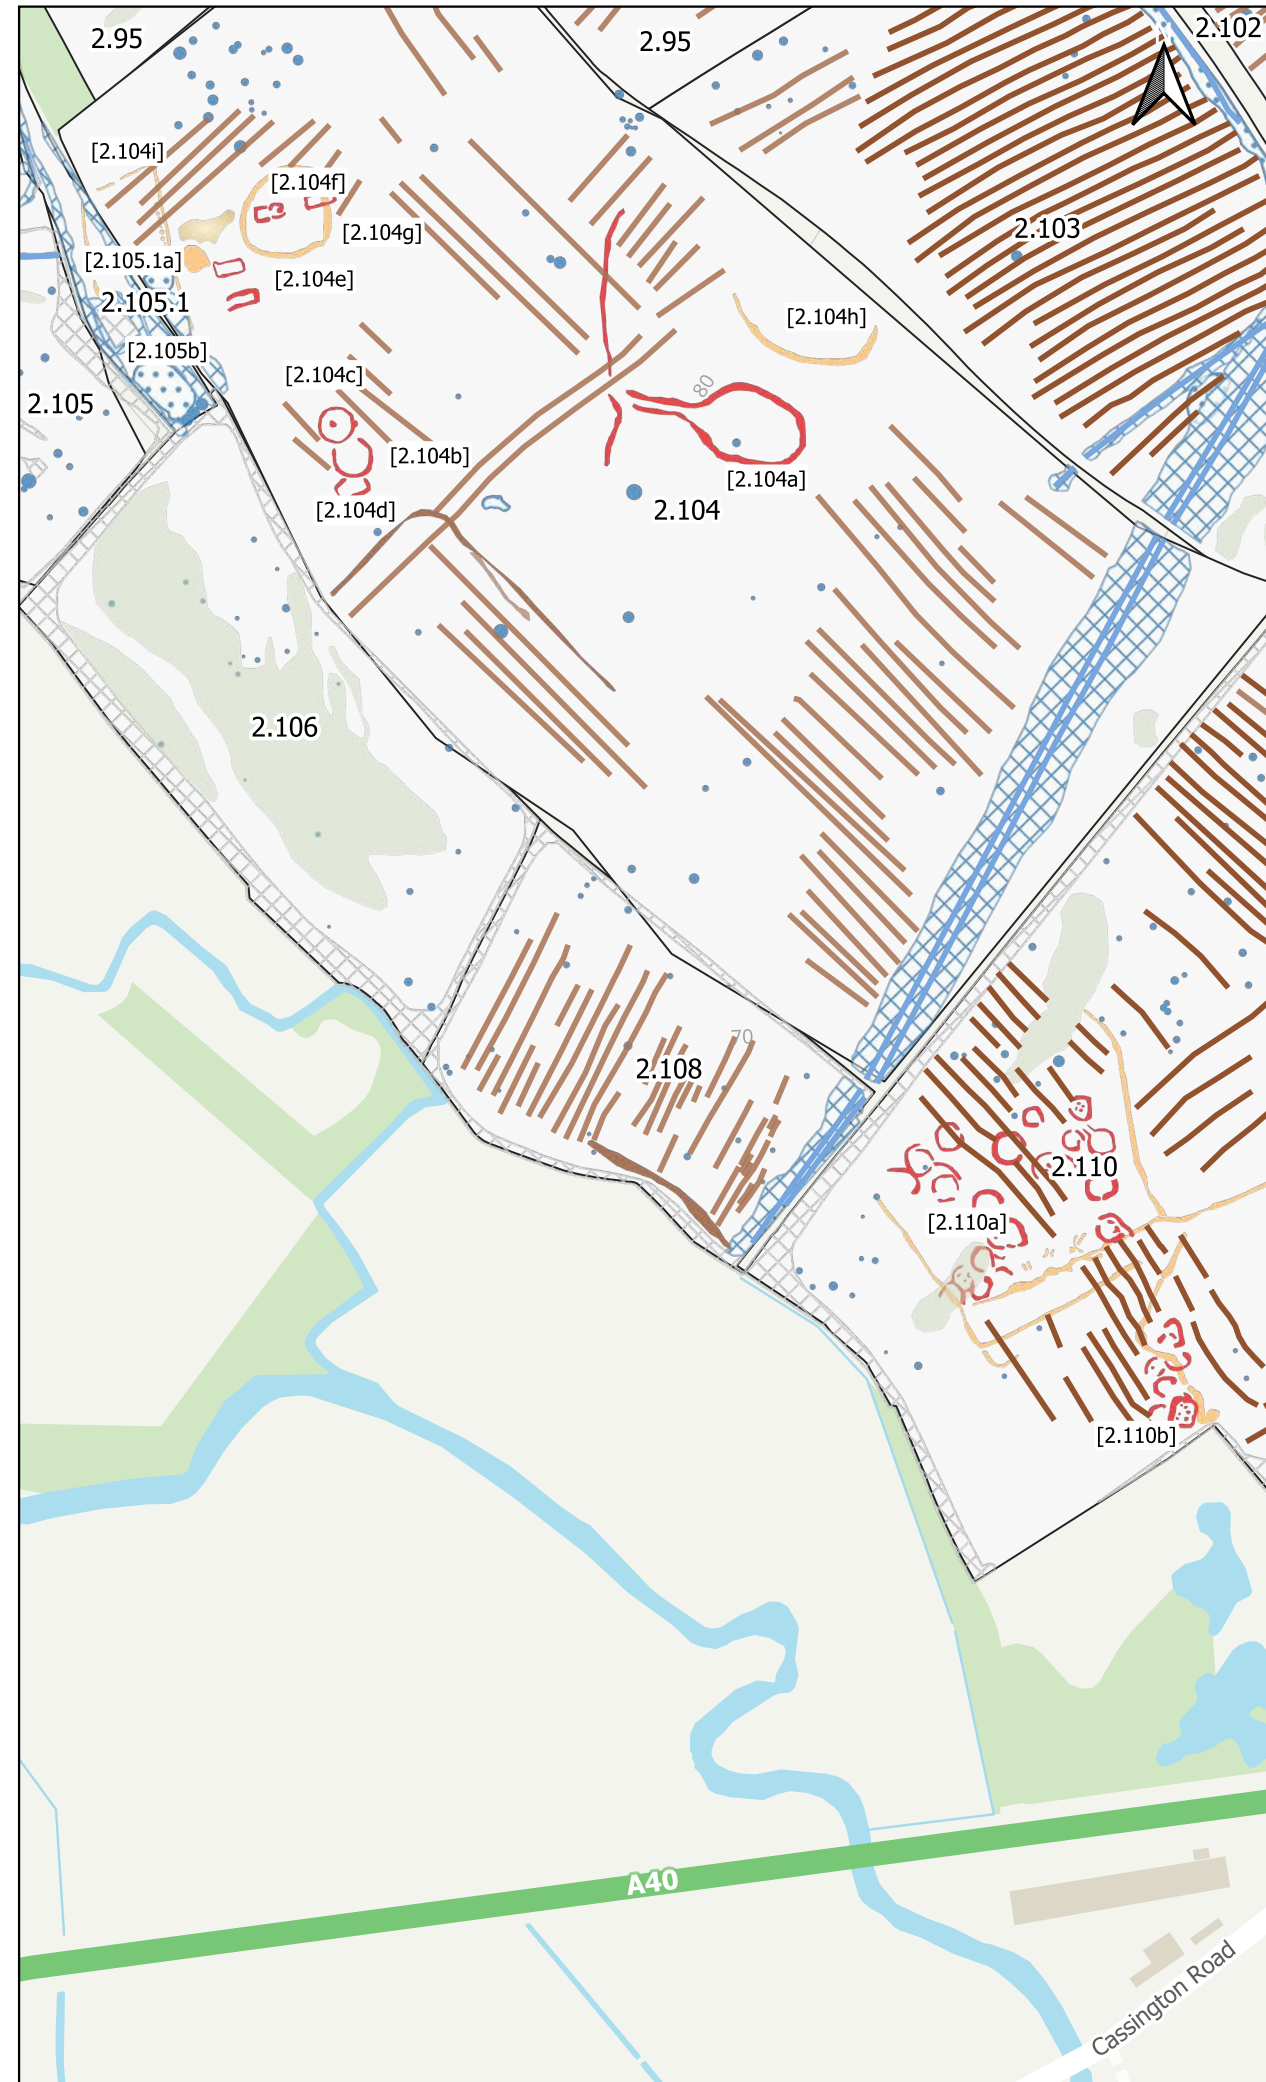 2.95
2.95
2.102
N
[2.104i]
[2.104f]
[2.104g]
2.103
[2.105.1a]
[2.104e]
2.105.1
[2.104h]
[2.105b]
[2.104c]
80
2.105
[2.104b]
[2.104a]
[2.104d]
2.104
2.106
70
2.108
2.110
[2.110a]
[2.110b]
A40
Cassington Road